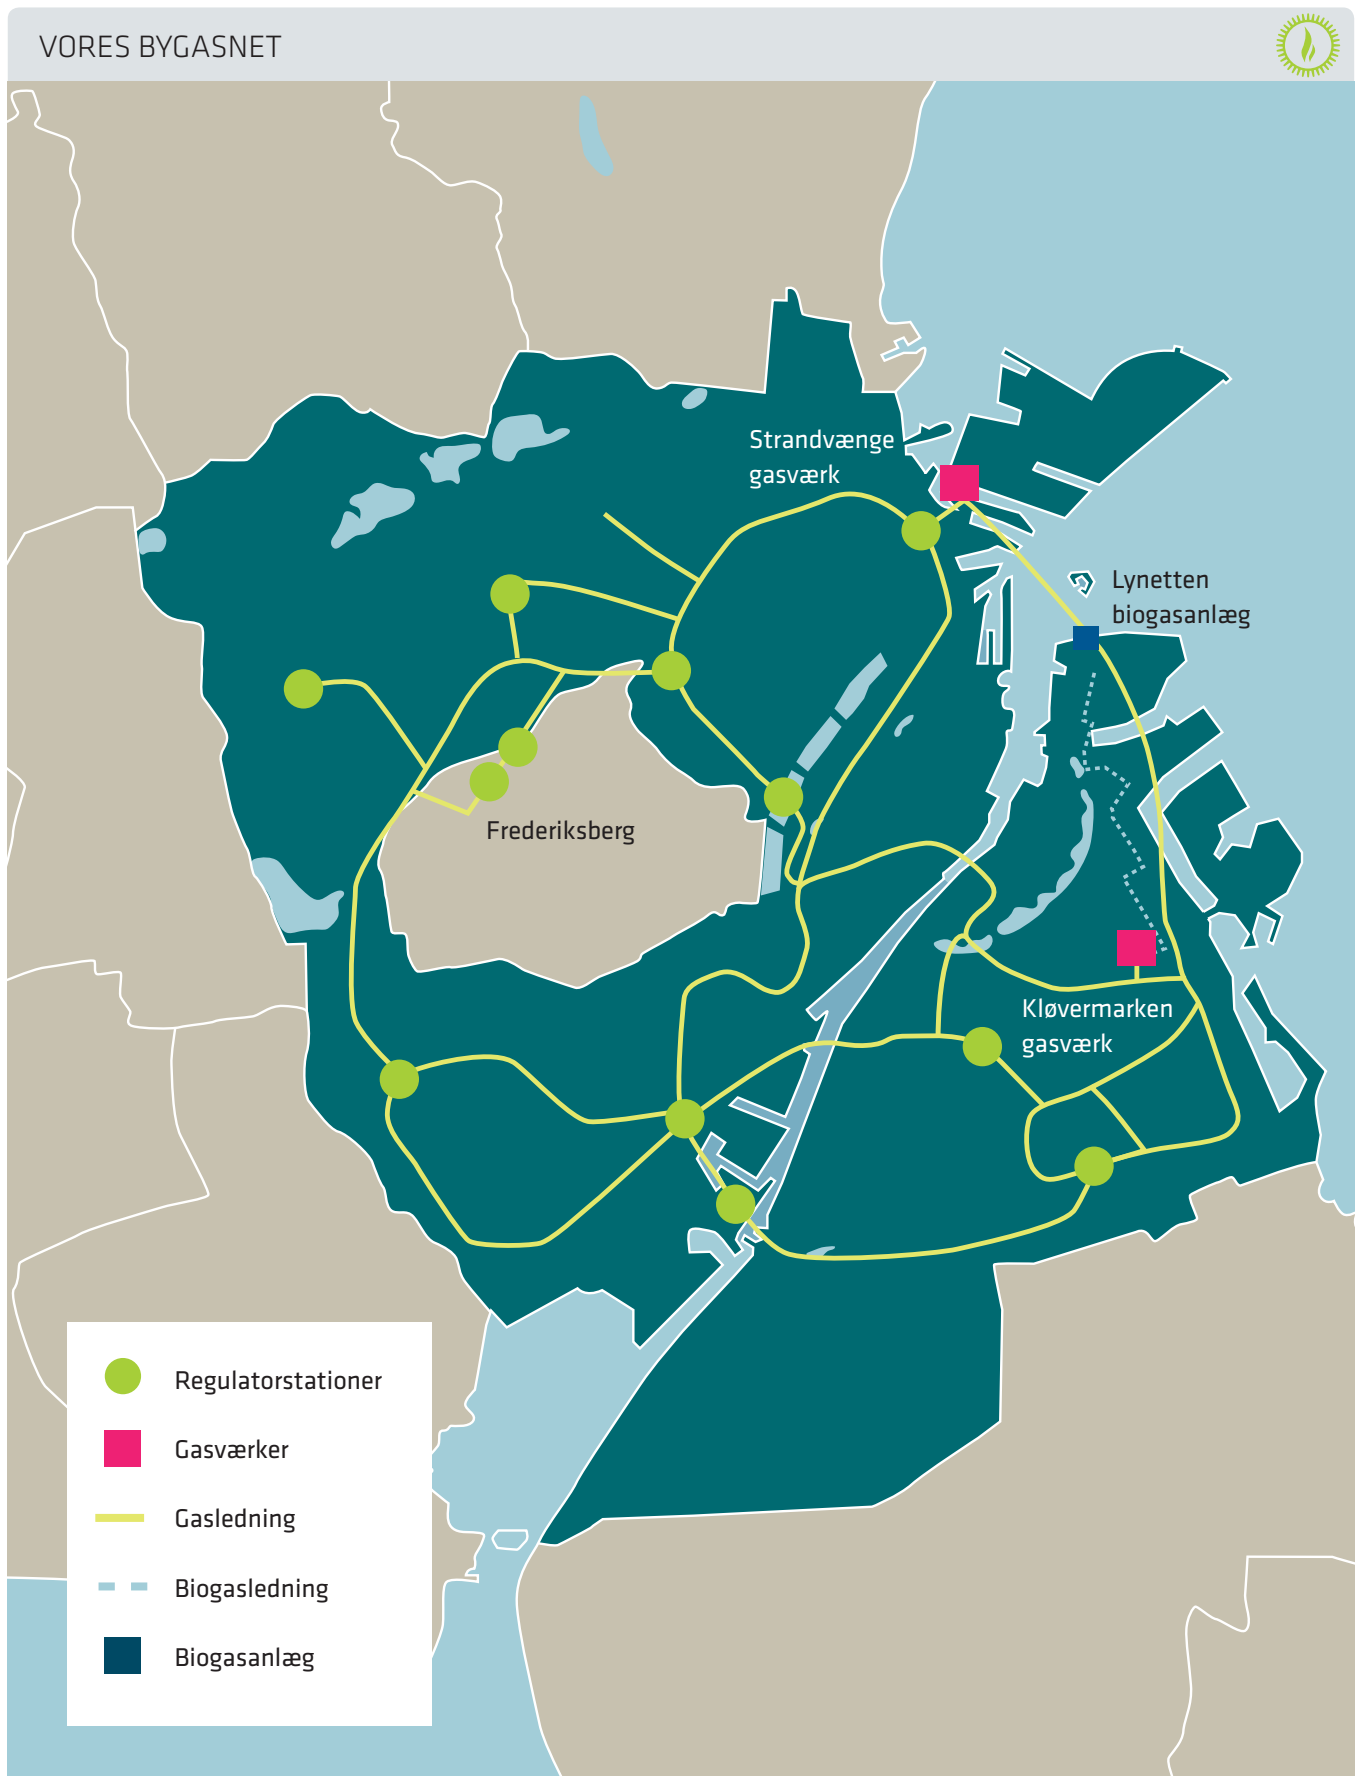 VORES BYGASNET
Strandvænge
gasværk
Lynetten
biogasanlæg
Frederiksberg
Kløvermarken
gasværk
Regulatorstationer
Gasværker
Gasledning
Biogasledning
Biogasanlæg